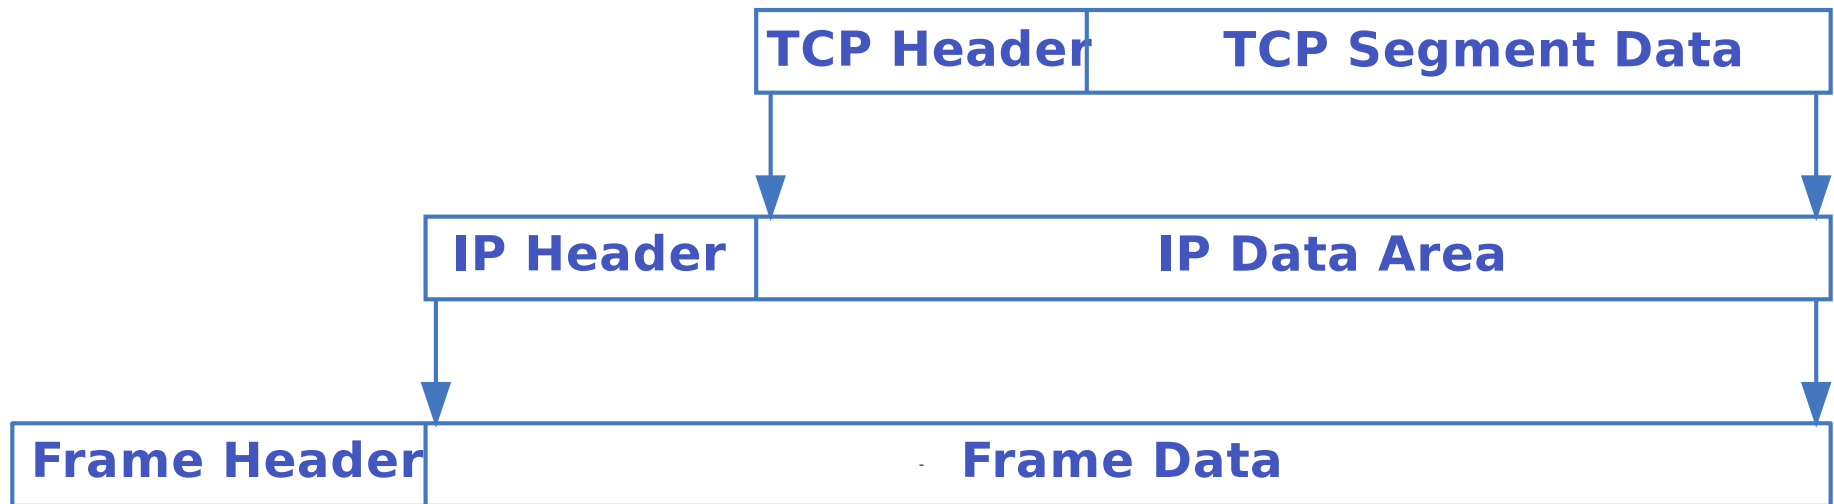 TCP Header TCP Segment Data
IP Header IP Data Area
Frame Header - Frame Data